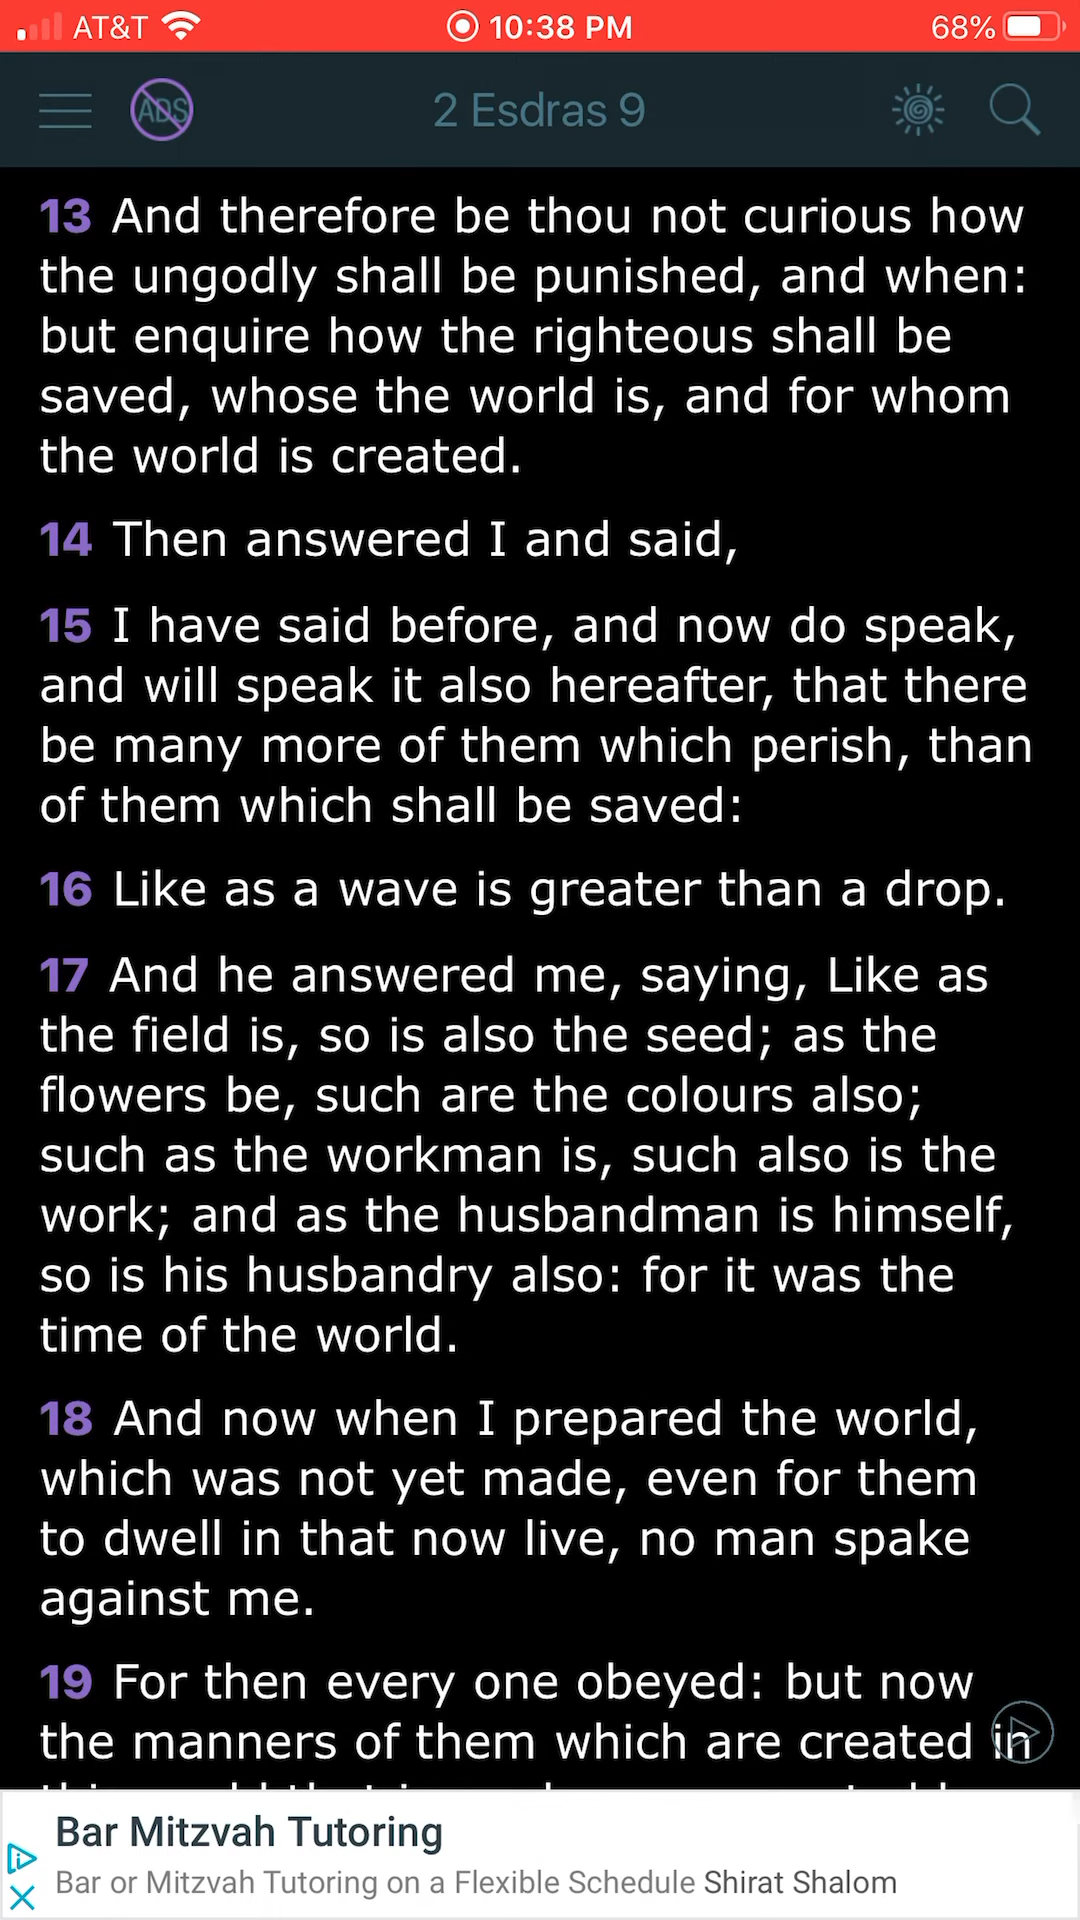 AT&T 10:38 PM 68%
ADS 2 Esdras 9
13 And therefore be thou not curious how
the ungodly shall be punished, and when:
but enquire how the righteous shall be
saved, whose the world is, and for whom
the world is created.
14 Then answered I and said,
15 I have said before, and now do speak,
and will speak it also hereafter, that there
be many more of them which perish, than
of them which shall be saved:
16 Like as a wave is greater than a drop.
17 And he answered me, saying, Like as
the field is, so is also the seed; as the
flowers be, such are the colours also;
such as the workman is, such also is the
work; and as the husbandman is himself,
so is his husbandry also: for it was the
time of the world.
18 And now when I prepared the world,
which was not yet made, even for them
to dwell in that now live, no man spake
against me.
19 For then every one obeyed: but now
the manners of them which are created in
Bar Mitzvah Tutoring
Bar or Mitzvah Tutoring on a Flexible Schedule Shirat Shalom